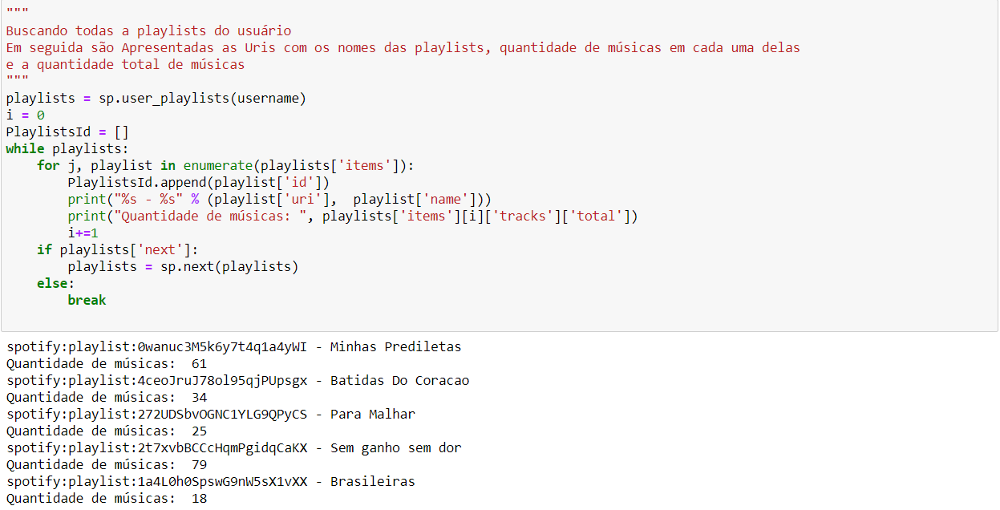 """
Buscando todas a playlists do usuário
Em seguida são Apresentadas as Uris com os nomes das playlists, quantidade de músicas em cada uma delas
e a quantidade total de músicas
"""
playlists = sp.user_playlists(username)
i = 0
PlaylistsId = []
while playlists:
    for j, playlist in enumerate(playlists['items']):
        PlaylistsId.append(playlist['id'])
        print("%s - %s" % (playlist['uri'],  playlist['name']))
        print("Quantidade de músicas: ", playlists['items'][i]['tracks']['total'])
        i+=1
    if playlists['next']:
        playlists = sp.next(playlists)
    else:
        break
spotify:playlist:0wanuc3M5k6y7t4q1a4yWI - Minhas Prediletas
Quantidade de músicas:  61
spotify:playlist:4ceoJruJ78ol95qjPUpsgx - Batidas Do Coracao
Quantidade de músicas:  34
spotify:playlist:272UDSbvOGNC1YLG9QPyCS - Para Malhar
Quantidade de músicas:  25
spotify:playlist:2t7xvbBCCcHqmPgidqCaKX - Sem ganho sem dor
Quantidade de músicas:  79
spotify:playlist:1a4L0h0SpswG9nW5sX1vXX - Brasileiras
Quantidade de músicas:  18